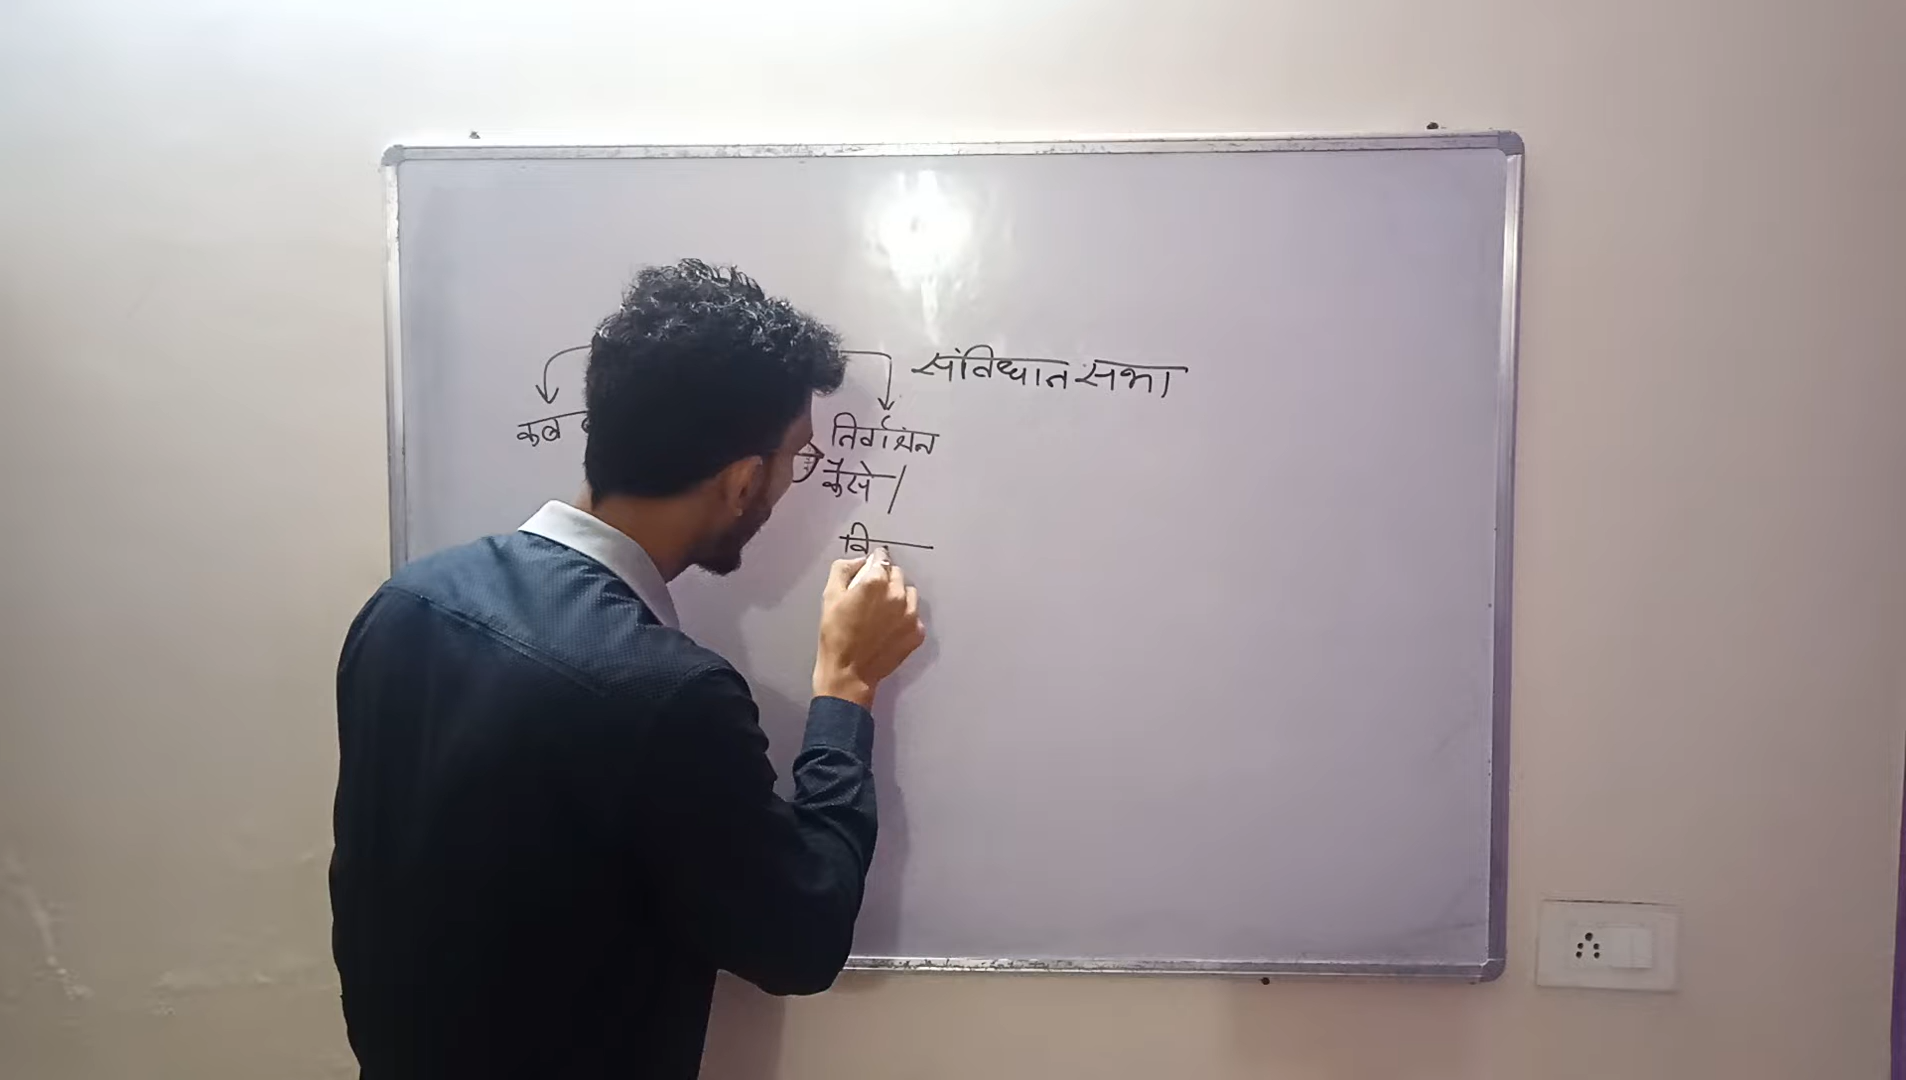 संविधान सभा
कब
निर्वाचन
कैसे।
वि